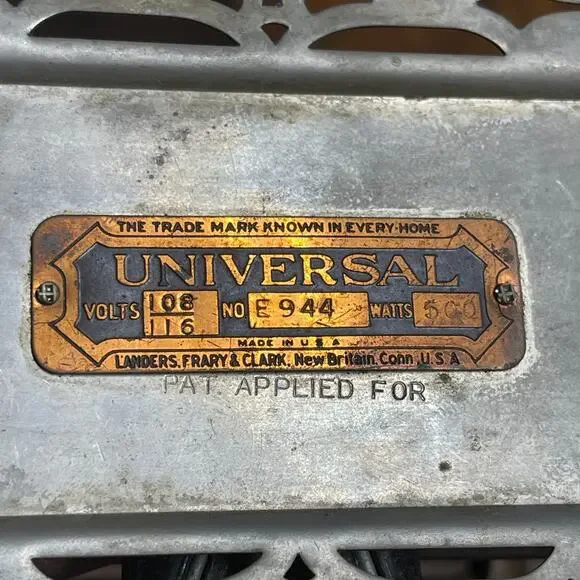 THE TRADE MARK KNOWN IN EVERY·HOME
UNIVERSAL
VOLTS 108/116 NO E 944 WATTS 500
MADE IN U S A
LANDERS, FRARY & CLARK, New Britain, Conn., U.S.A
PAT. APPLIED FOR